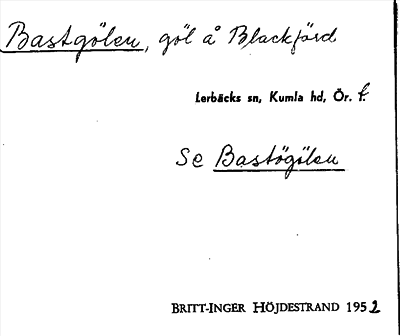 Bastgölen, göl å Blackfjärd
Lerbäcks sn, Kumla hd, Ör. l.
Se Bastögölen
BRITT-INGER HÖJDESTRAND 1952